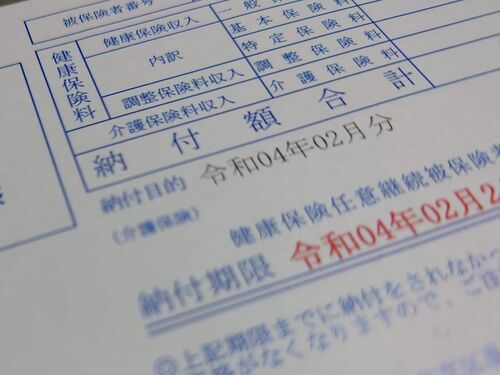 被保険者番号
健康保険料
健康保険料収入
一般保
内訳
基本保険料
特定保険料
調整保険料収入
調整保険料
介護保険料収入
介護保険料
納付額合計
納付目的 令和04年02月分
(介護保険)
健康保険任意継続被保険者
納付期限 令和04年02月2
◎上記期限までに納付をされなかっ
格がなくなりますので、ご